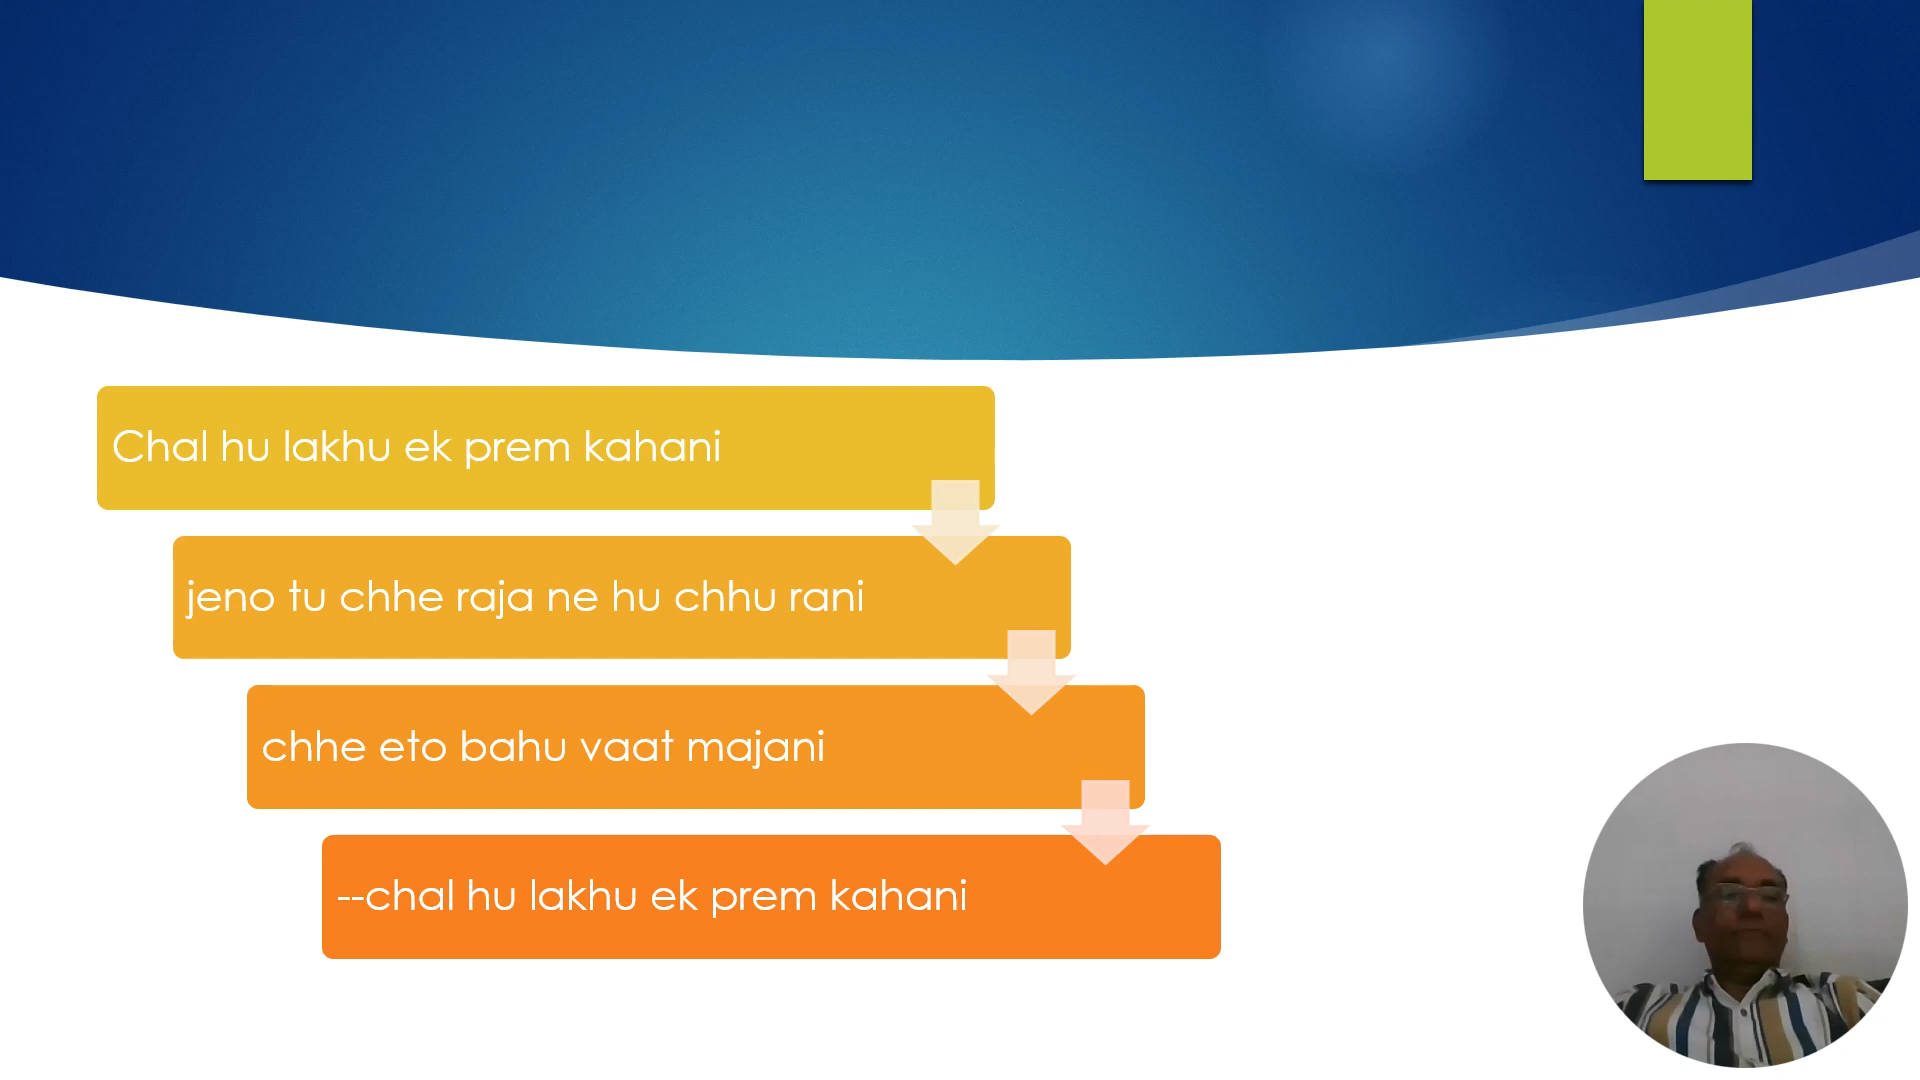 Chal hu lakhu ek prem kahani
jeno tu chhe raja ne hu chhu rani
chhe eto bahu vaat majani
--chal hu lakhu ek prem kahani